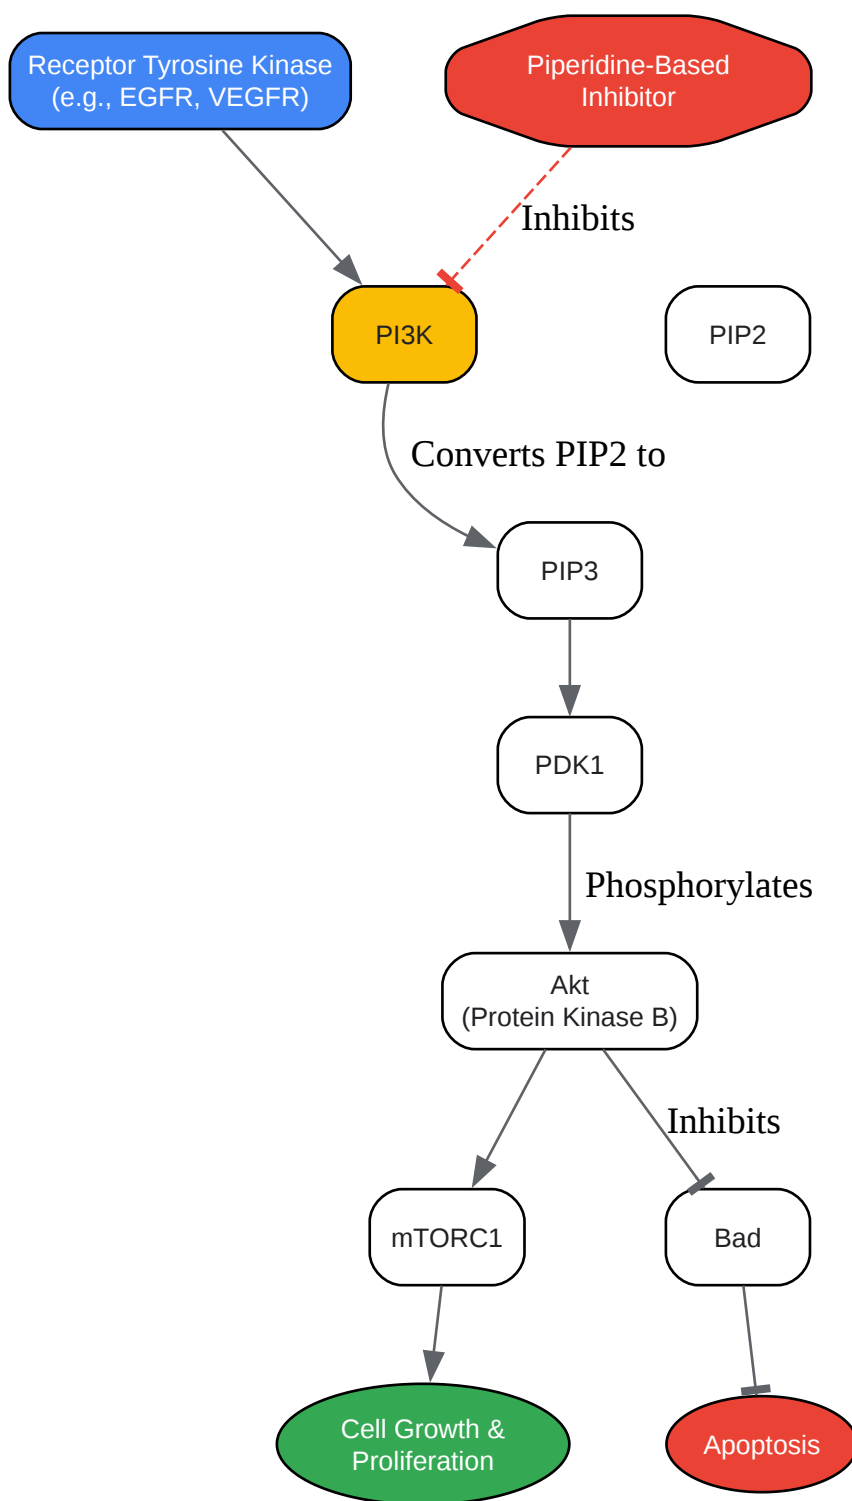 Receptor Tyrosine Kinase
(e.g., EGFR, VEGFR)
Piperidine-Based
Inhibitor
Inhibits
PI3K
PIP2
Converts PIP2 to
PIP3
PDK1
Phosphorylates
Akt
(Protein Kinase B)
Inhibits
mTORC1
Bad
Cell Growth &
Proliferation
Apoptosis